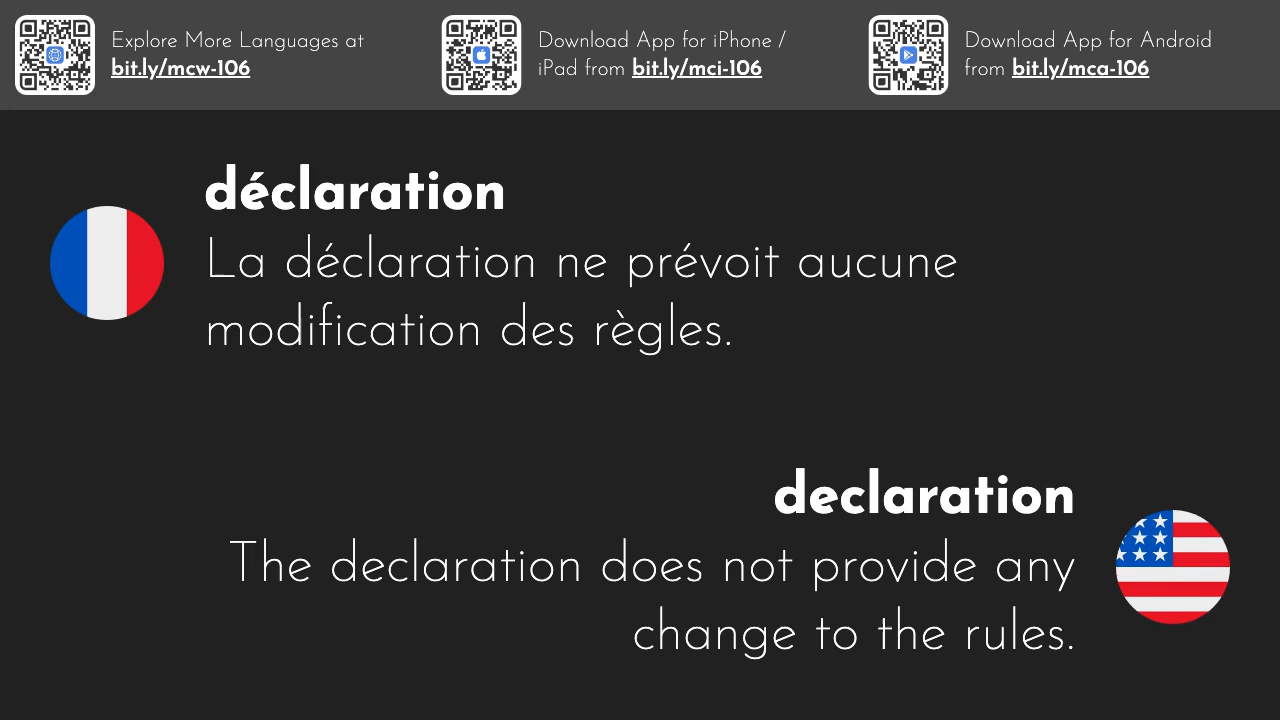 Explore More Languages at
bit.ly/mcw-106
Download App for iPhone /
iPad from bit.ly/mci-106
Download App for Android
from bit.ly/mca-106
déclaration
La déclaration ne prévoit aucune
modification des règles.
declaration
The declaration does not provide any
change to the rules.